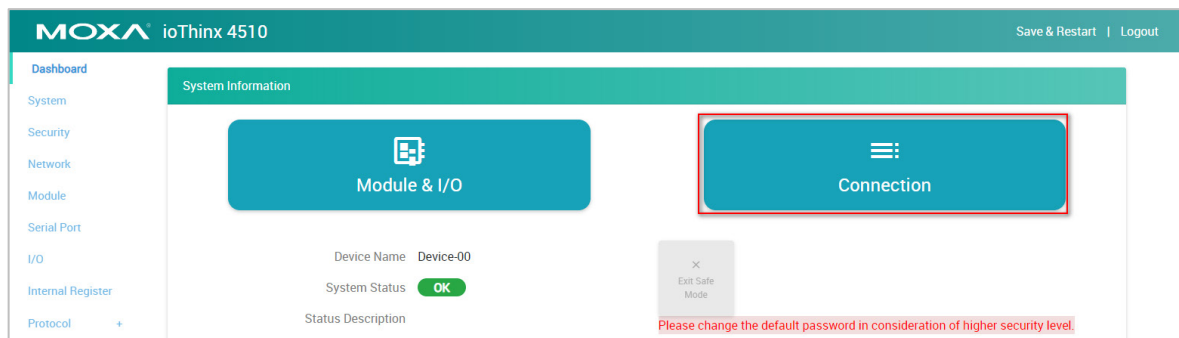 MOXA ioThinx 4510 Save & Restart | Logout
Dashboard
System
Security
Network
Module
Serial Port
I/O
Internal Register
Protocol +
System Information
Module & I/O
Connection
Device Name Device-00
System Status OK
Status Description
× Exit Safe
Mode
Please change the default password in consideration of higher security level.